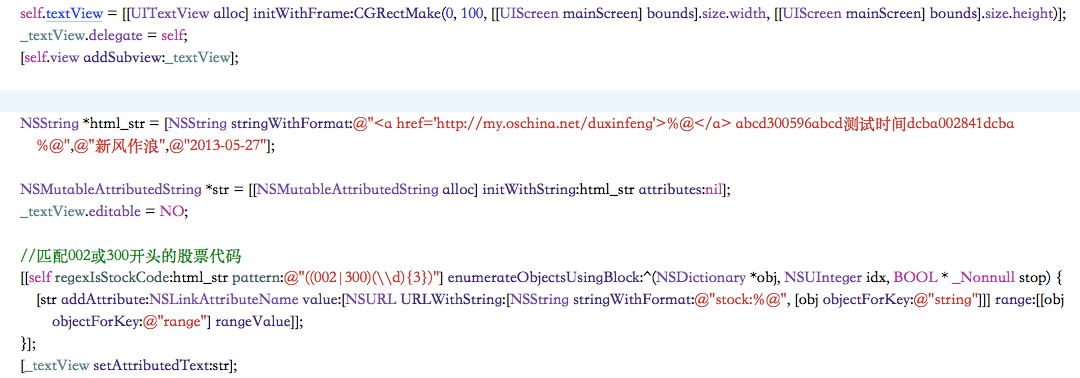 self.textView = [[UITextView alloc] initWithFrame:CGRectMake(0, 100, [[UIScreen mainScreen] bounds].size.width, [[UIScreen mainScreen] bounds].size.height)];
_textView.delegate = self;
[self.view addSubview:_textView];
NSString *html_str = [NSString stringWithFormat:@"<a href='http://my.oschina.net/duxinfeng'>%@</a> abcd300596abcd测试时间dcba002841dcba
%@",@"新风作浪",@"2013-05-27"];
NSMutableAttributedString *str = [[NSMutableAttributedString alloc] initWithString:html_str attributes:nil];
_textView.editable = NO;
//匹配002或300开头的股票代码
[[self regexIsStockCode:html_str pattern:@"((002|300)(\\d){3})"] enumerateObjectsUsingBlock:^(NSDictionary *obj, NSUInteger idx, BOOL * _Nonnull stop) {
[str addAttribute:NSLinkAttributeName value:[NSURL URLWithString:[NSString stringWithFormat:@"stock:%@", [obj objectForKey:@"string"]]] range:[[obj
objectForKey:@"range"] rangeValue]];
}];
[_textView setAttributedText:str];